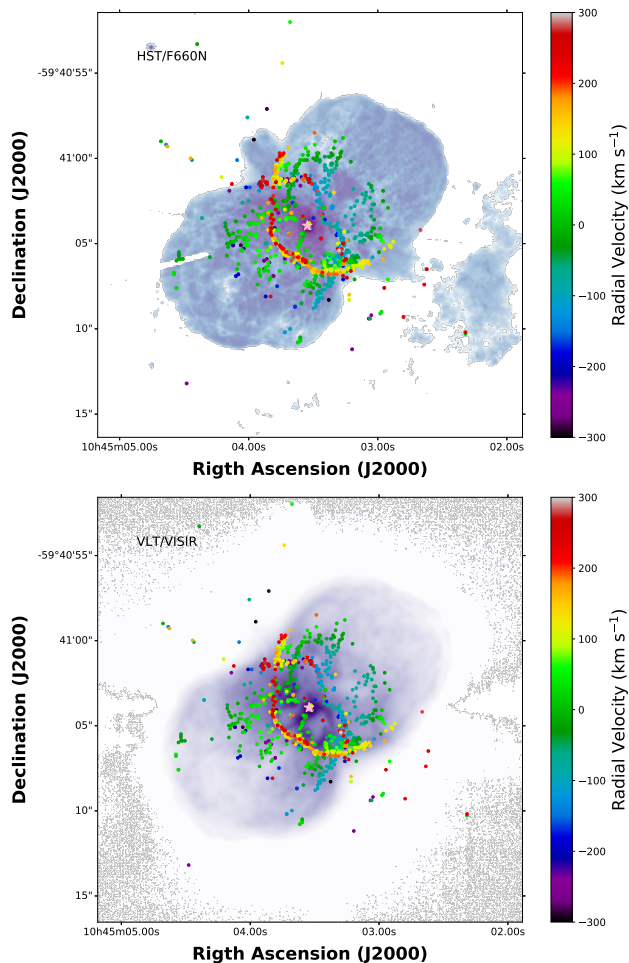 HST/F660N
-59°40'55"
41'00"
05"
10"
15"
10h45m05.00s
04.00s
03.00s
02.00s
Rigth Ascension (J2000)
Declination (J2000)
300
200
100
0
−100
−200
−300
Radial Velocity (km s⁻¹)
VLT/VISIR
-59°40'55"
41'00"
05"
10"
15"
10h45m05.00s
04.00s
03.00s
02.00s
Rigth Ascension (J2000)
Declination (J2000)
300
200
100
0
−100
−200
−300
Radial Velocity (km s⁻¹)